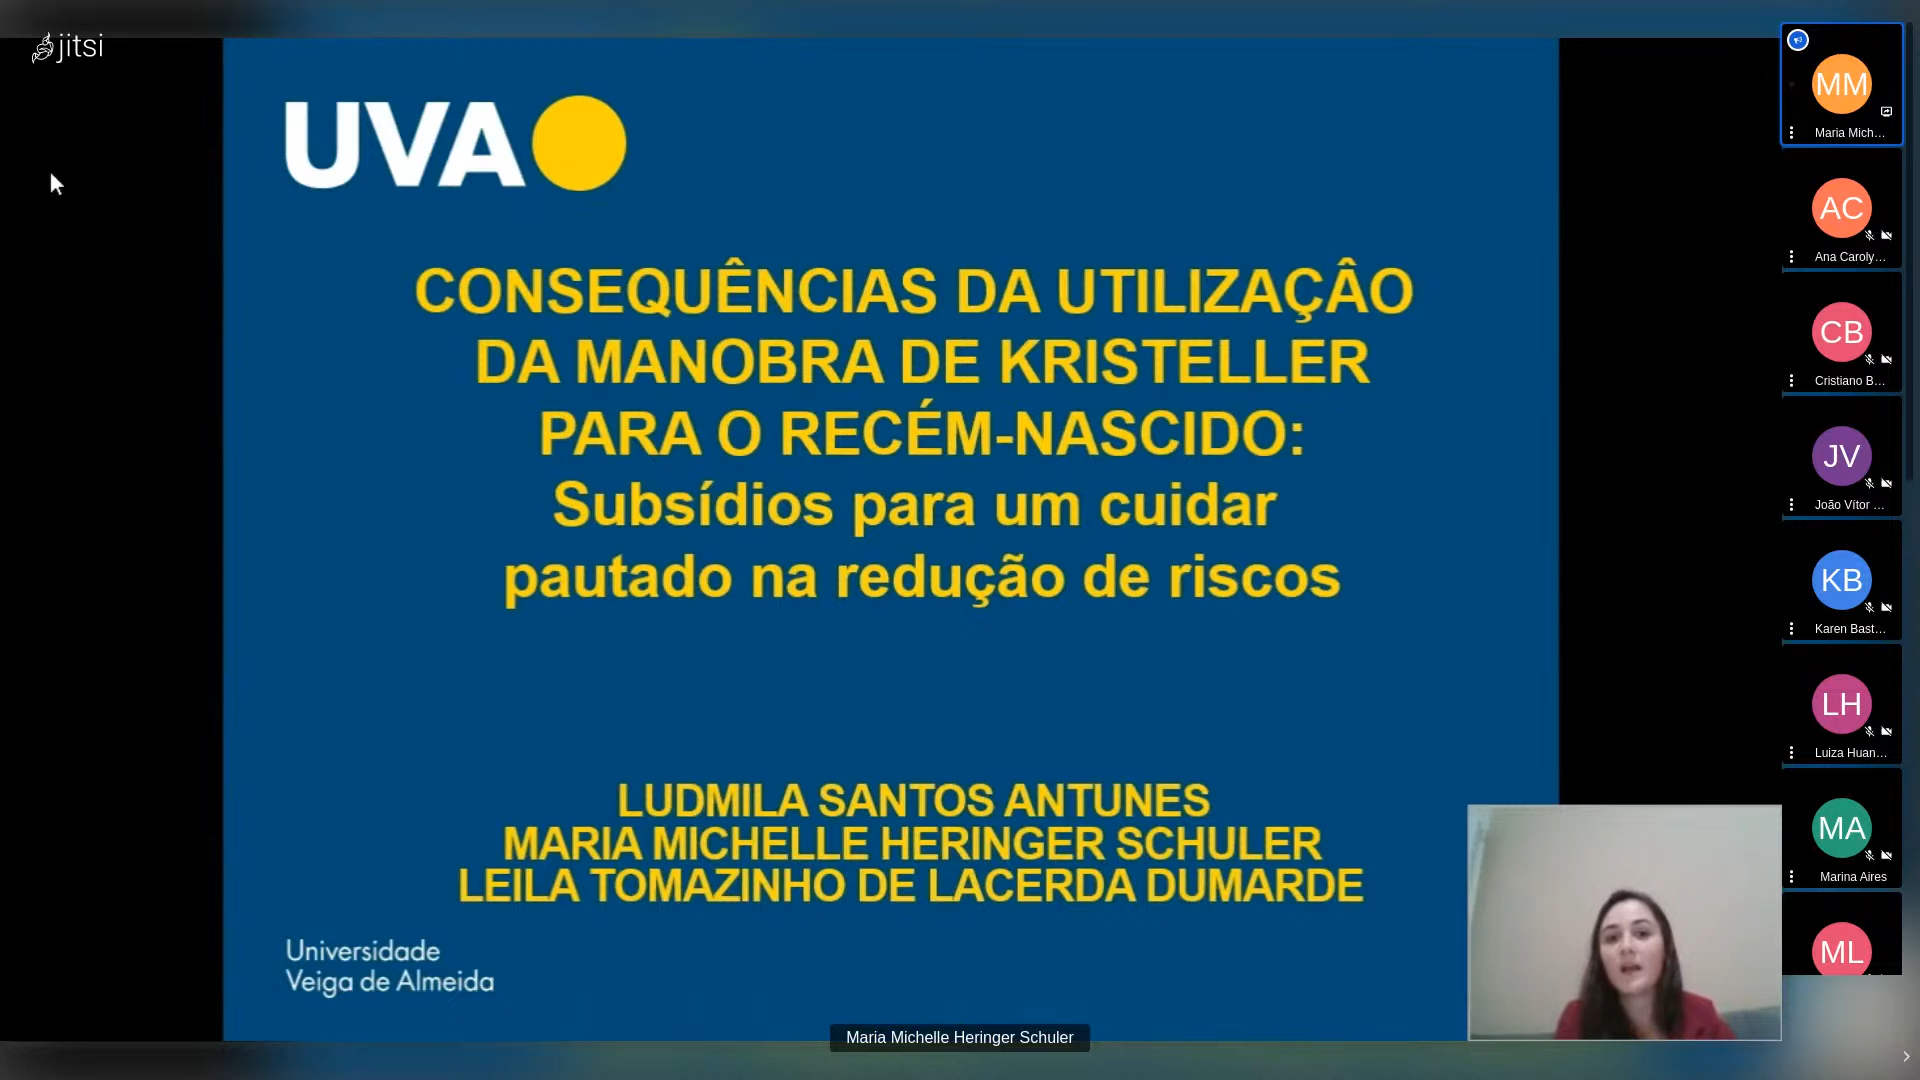 jitsi
UVA
CONSEQUÊNCIAS DA UTILIZAÇÂO
DA MANOBRA DE KRISTELLER
PARA O RECÉM-NASCIDO:
Subsídios para um cuidar
pautado na redução de riscos
LUDMILA SANTOS ANTUNES
MARIA MICHELLE HERINGER SCHULER
LEILA TOMAZINHO DE LACERDA DUMARDE
Universidade
Veiga de Almeida
Maria Michelle Heringer Schuler
MM
Maria Mich...
AC
Ana Caroly...
CB
Cristiano B...
JV
João Vítor ...
KB
Karen Bast...
LH
Luiza Huan...
MA
Marina Aires
ML